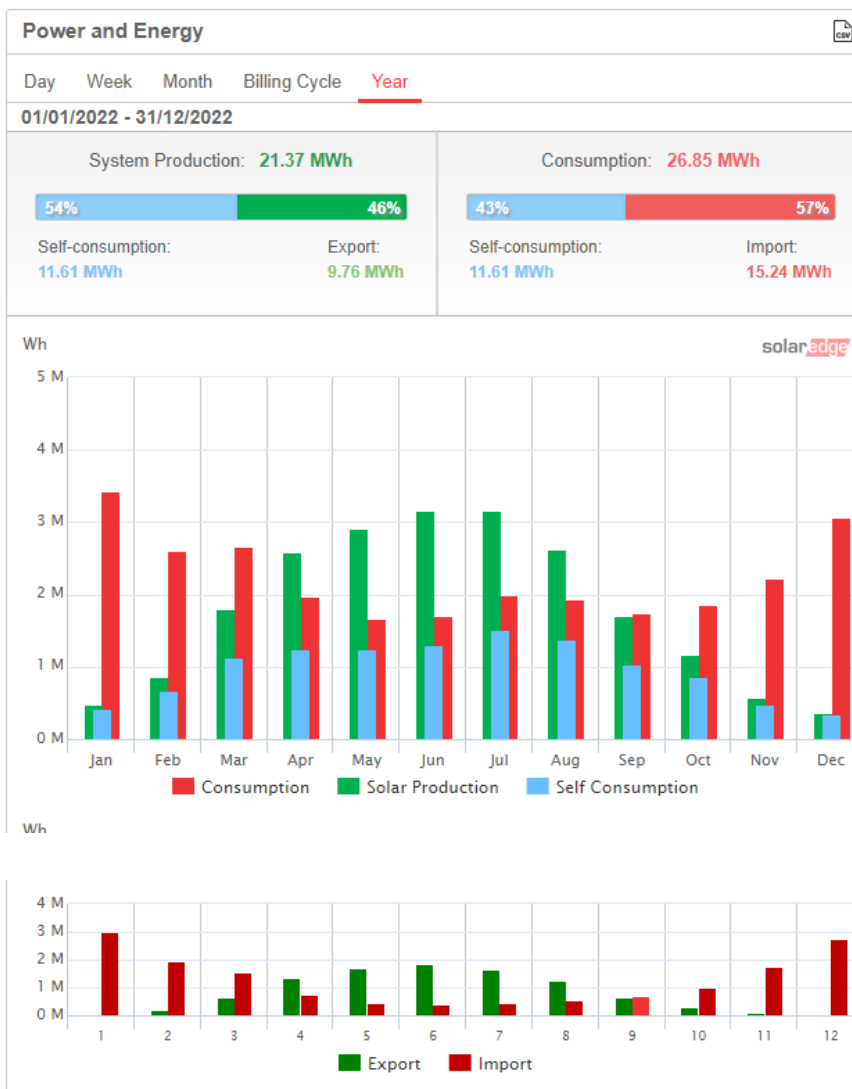 Power and Energy
CSV
Day Week Month Billing Cycle Year
01/01/2022 - 31/12/2022
System Production: 21.37 MWh
Consumption: 26.85 MWh
54% 46%
43% 57%
Self-consumption: Export:
11.61 MWh 9.76 MWh
Self-consumption: Import:
11.61 MWh 15.24 MWh
Wh
solaredge
5 M
4 M
3 M
2 M
1 M
0 M
Jan Feb Mar Apr May Jun Jul Aug Sep Oct Nov Dec
Consumption Solar Production Self Consumption
Wh
4 M
3 M
2 M
1 M
0 M
1 2 3 4 5 6 7 8 9 10 11 12
Export Import